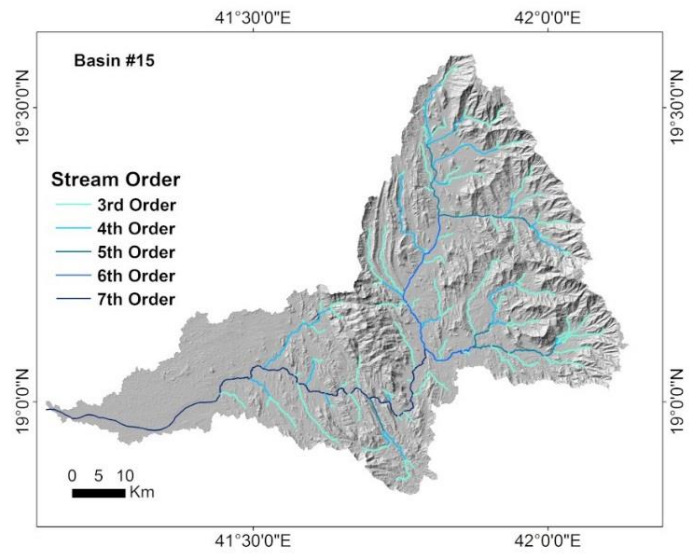 41°30'0"E 42°0'0"E
Basin #15
19°30'0"N 19°30'0"N
Stream Order
3rd Order
4th Order
5th Order
6th Order
7th Order
19°0'0"N 19°0'0"N
0 5 10
Km
41°30'0"E 42°0'0"E